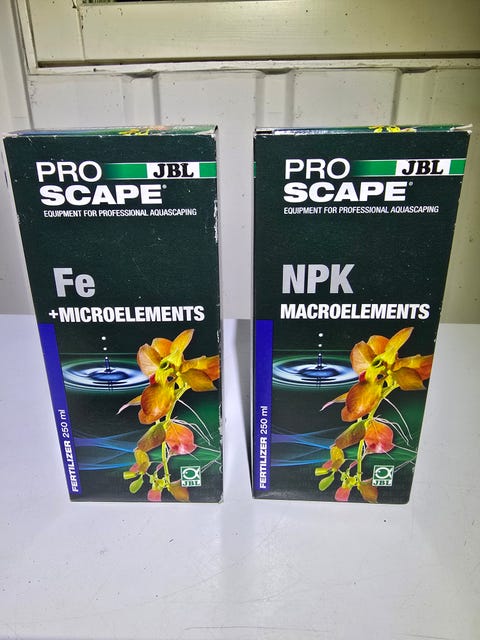 PRO JBL
SCAPE®
EQUIPMENT FOR PROFESSIONAL AQUASCAPING
Fe
+MICROELEMENTS
FERTILIZER 250 ml
JBL
PRO JBL
SCAPE®
EQUIPMENT FOR PROFESSIONAL AQUASCAPING
NPK
MACROELEMENTS
FERTILIZER 250 ml
JBL